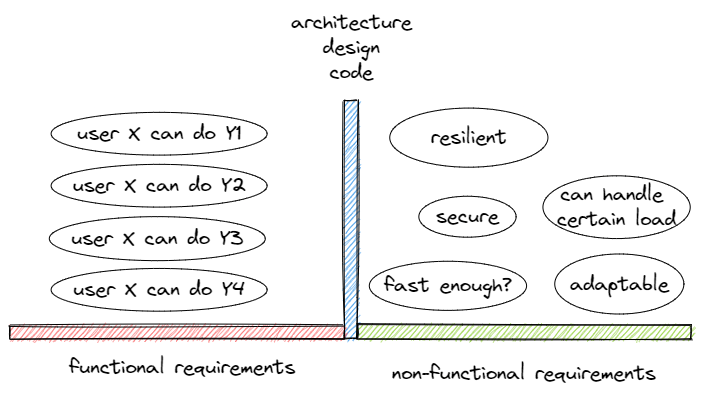 architecture
design
code
user X can do Y1
user X can do Y2
user X can do Y3
user X can do Y4
resilient
secure
can handle
certain load
fast enough?
adaptable
functional requirements
non-functional requirements